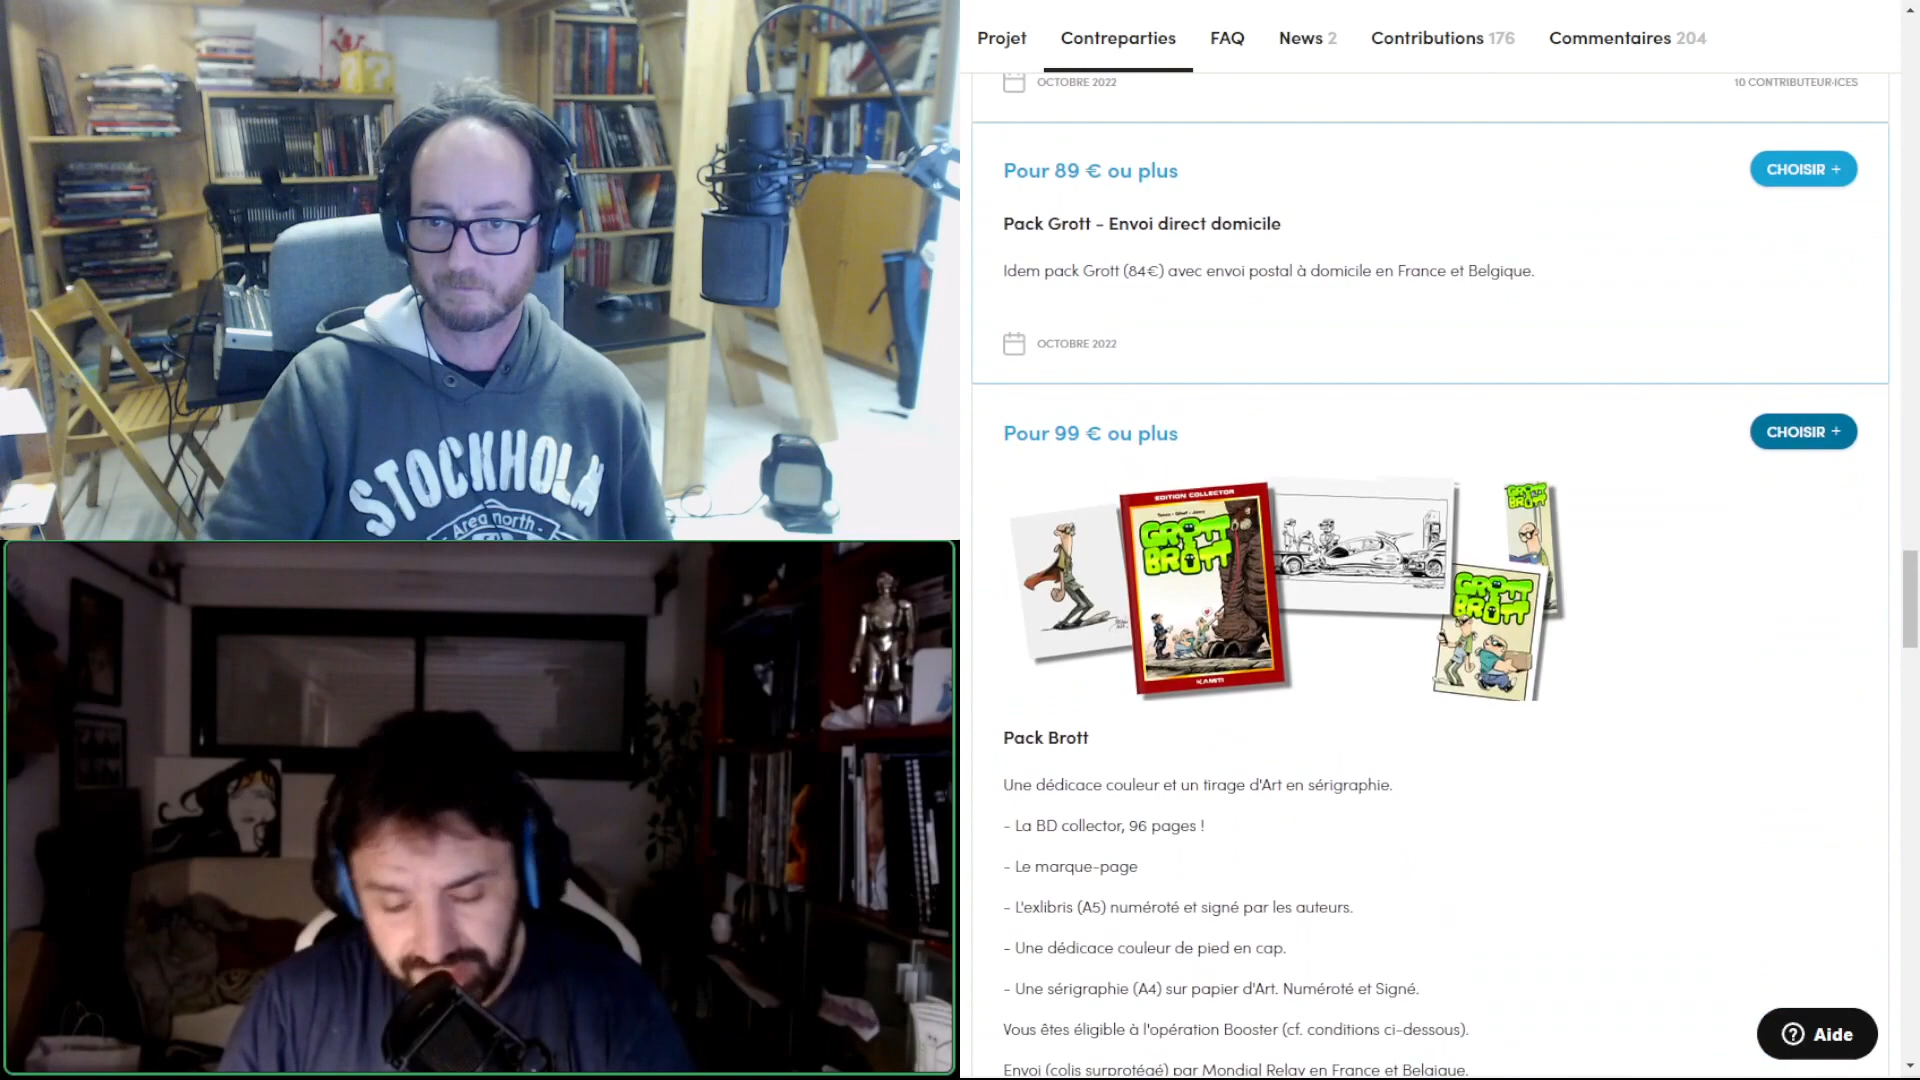 STOCKHOLM
Area north
Projet
Contreparties
FAQ
News 2
Contributions 176
Commentaires 204
OCTOBRE 2022
10 CONTRIBUTEUR·ICES
Pour 89 € ou plus
CHOISIR +
Pack Grott - Envoi direct domicile
Idem pack Grott (84€) avec envoi postal à domicile en France et Belgique.
OCTOBRE 2022
Pour 99 € ou plus
CHOISIR +
EDITION COLLECTOR
GROTT
BROTT
KAMITI
GROTT
BROTT
GROTT
BROTT
Pack Brott
Une dédicace couleur et un tirage d'Art en sérigraphie.
- La BD collector, 96 pages !
- Le marque-page
- L'exlibris (A5) numéroté et signé par les auteurs.
- Une dédicace couleur de pied en cap.
- Une sérigraphie (A4) sur papier d'Art. Numéroté et Signé.
Vous êtes éligible à l'opération Booster (cf. conditions ci-dessous).
Envoi (colis surprotégé) par Mondial Relay en France et Belgique.
Aide